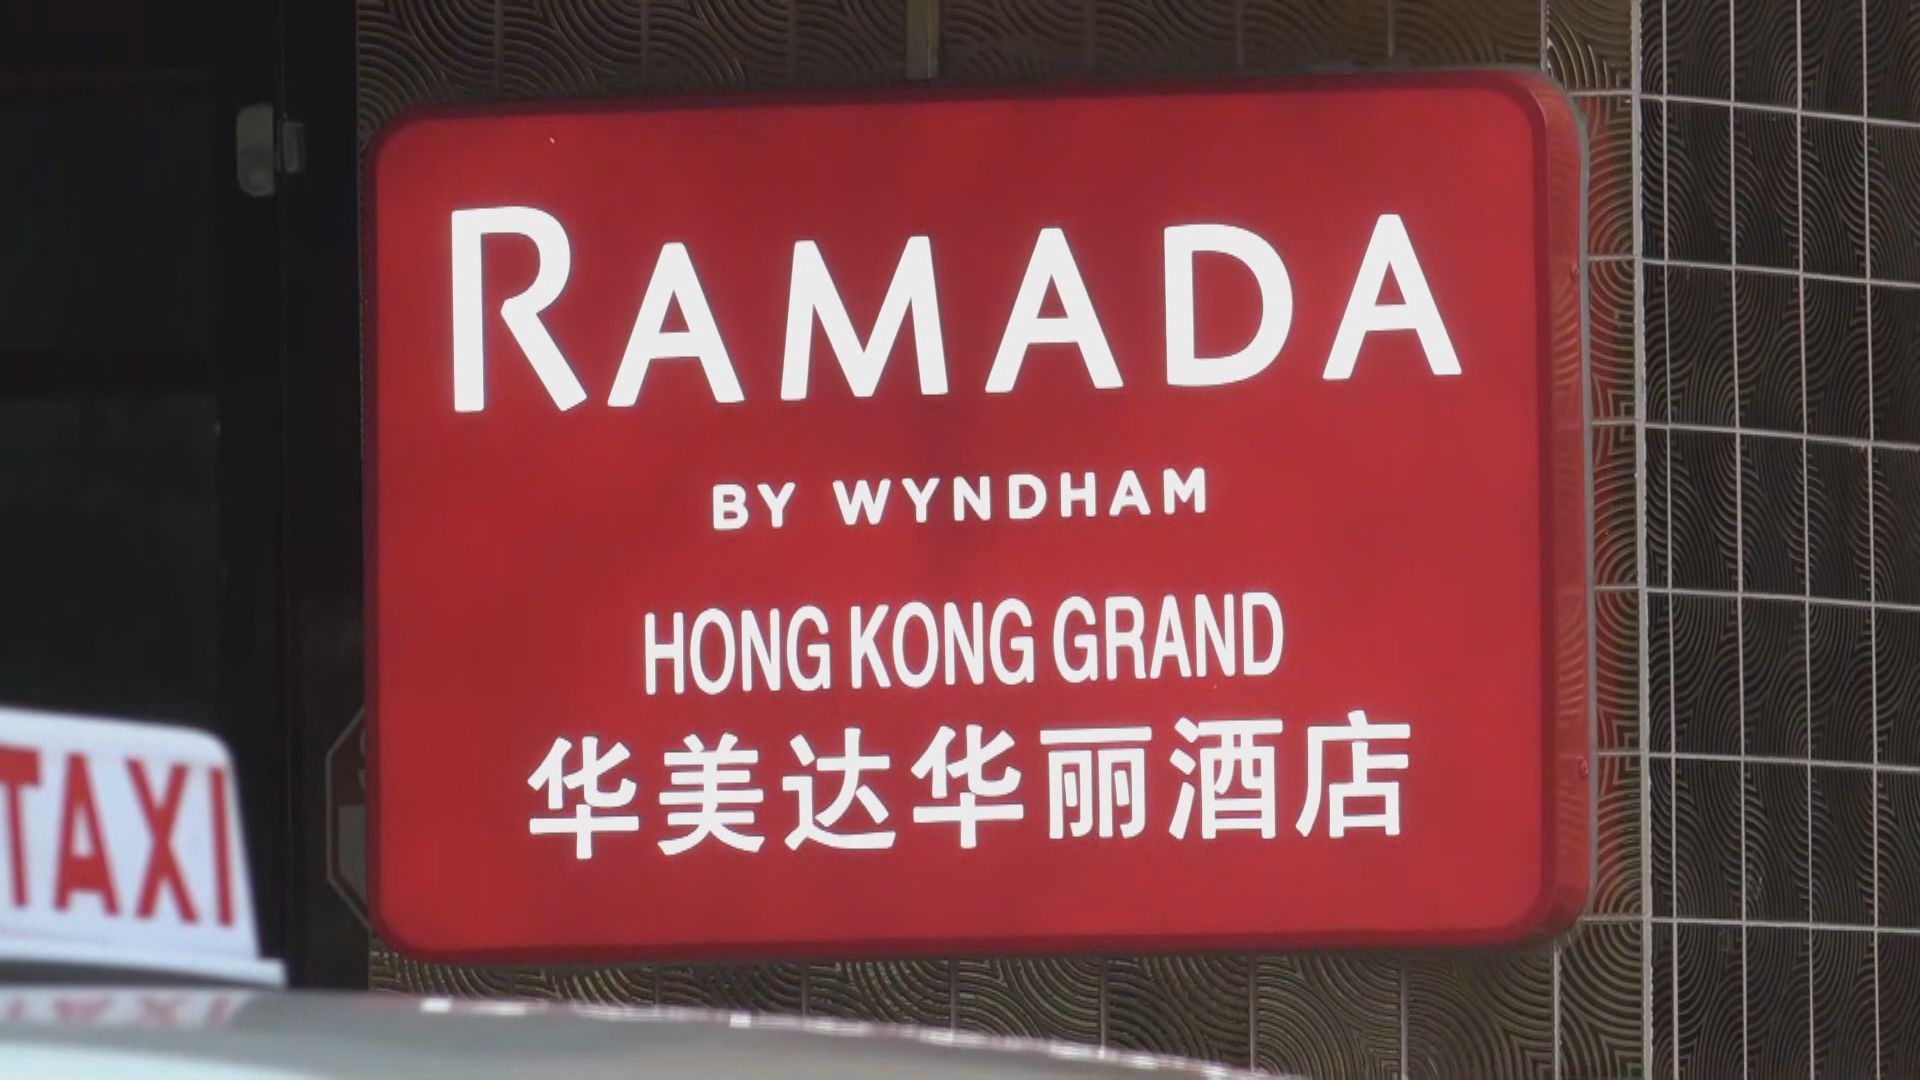 RAMADA
BY WYNDHAM
HONG KONG GRAND
华美达华丽酒店
TAXI